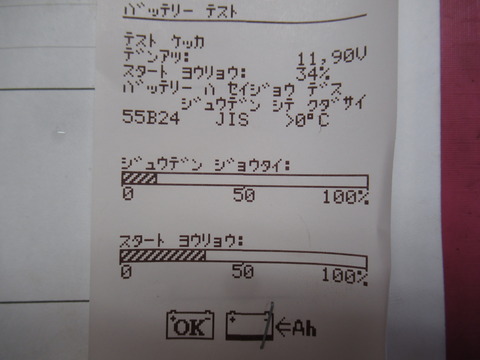 ﾊﾞｯﾃﾘｰ ﾃｽﾄ
ﾃｽﾄ ｹｯｶ
ﾃﾞﾝｱﾂ: 11,90V
ｽﾀｰﾄ ﾖｳﾘｮｳ: 34%
ﾊﾞｯﾃﾘｰ ﾊ ｾｲｼﾞｮｳ ﾃﾞｽ
ｼﾞｭｳﾃﾞﾝ ｼﾃ ｸﾀﾞｻｲ
55B24 JIS >0°C
ｼﾞｭｳﾃﾞﾝ ｼﾞｮｳﾀｲ:
0 50 100%
ｽﾀｰﾄ ﾖｳﾘｮｳ:
0 50 100%
+OK- + ←Ah